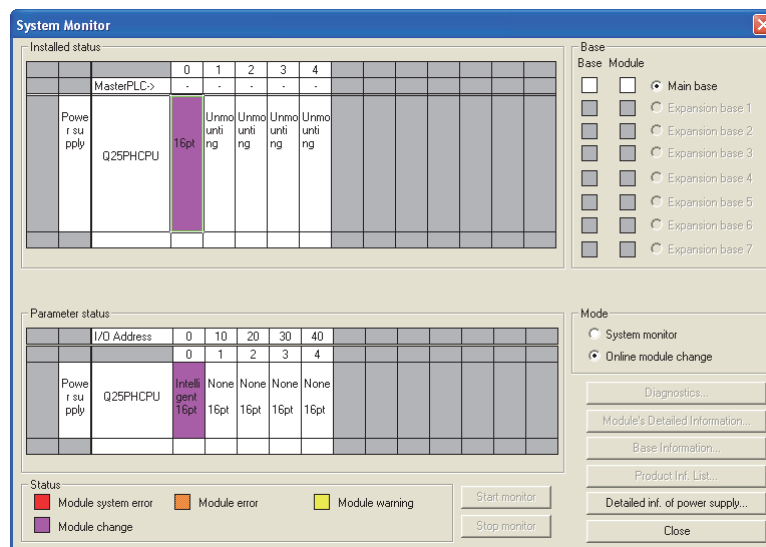 System Monitor
Installed status
0 1 2 3 4
MasterPLC-> - - - - -
Powe
r su
pply
Q25PHCPU
16pt
Unmo
unti
ng
Unmo
unti
ng
Unmo
unti
ng
Unmo
unti
ng
Base
Base Module
Main base
Expansion base 1
Expansion base 2
Expansion base 3
Expansion base 4
Expansion base 5
Expansion base 6
Expansion base 7
Parameter status
I/O Address 0 10 20 30 40
0 1 2 3 4
Powe
r su
pply
Q25PHCPU
Intelli
gent
16pt
None
16pt
None
16pt
None
16pt
None
16pt
Mode
System monitor
Online module change
Diagnostics...
Module's Detailed Information...
Base Information...
Product Inf. List...
Detailed inf. of power supply...
Close
Status
Module system error
Module error
Module warning
Module change
Start monitor
Stop monitor